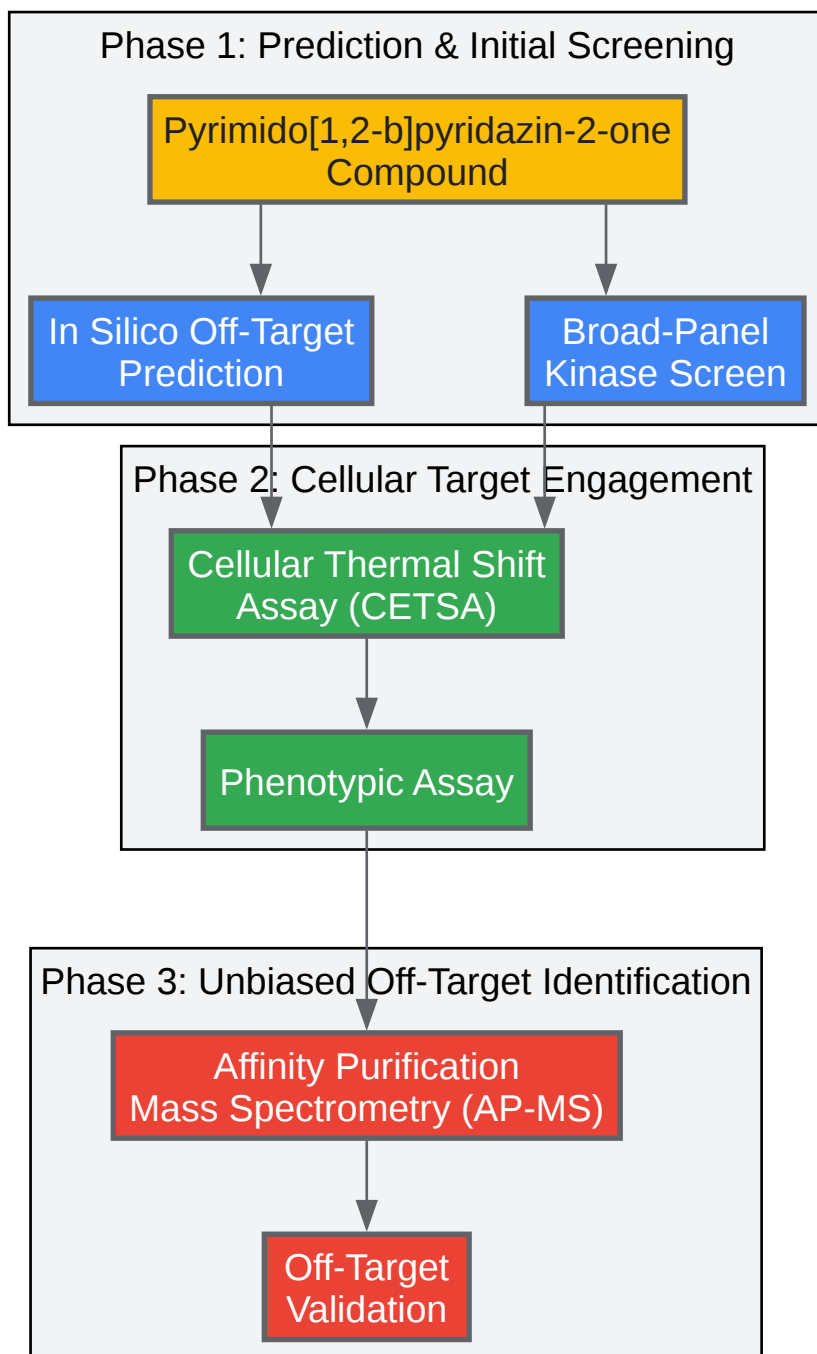 Phase 1: Prediction & Initial Screening
Pyrimido[1,2-b]pyridazin-2-one
Compound
In Silico Off-Target
Prediction
Broad-Panel
Kinase Screen
Phase 2: Cellular Target Engagement
Cellular Thermal Shift
Assay (CETSA)
Phenotypic Assay
Phase 3: Unbiased Off-Target Identification
Affinity Purification
Mass Spectrometry (AP-MS)
Off-Target
Validation